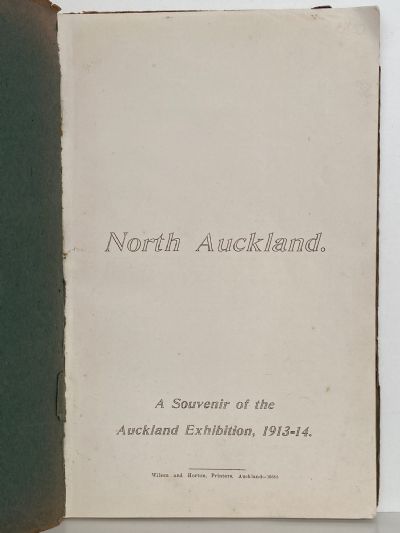 North Auckland.
A Souvenir of the
Auckland Exhibition, 1913-14.
Wilson and Horton, Printers, Auckland—